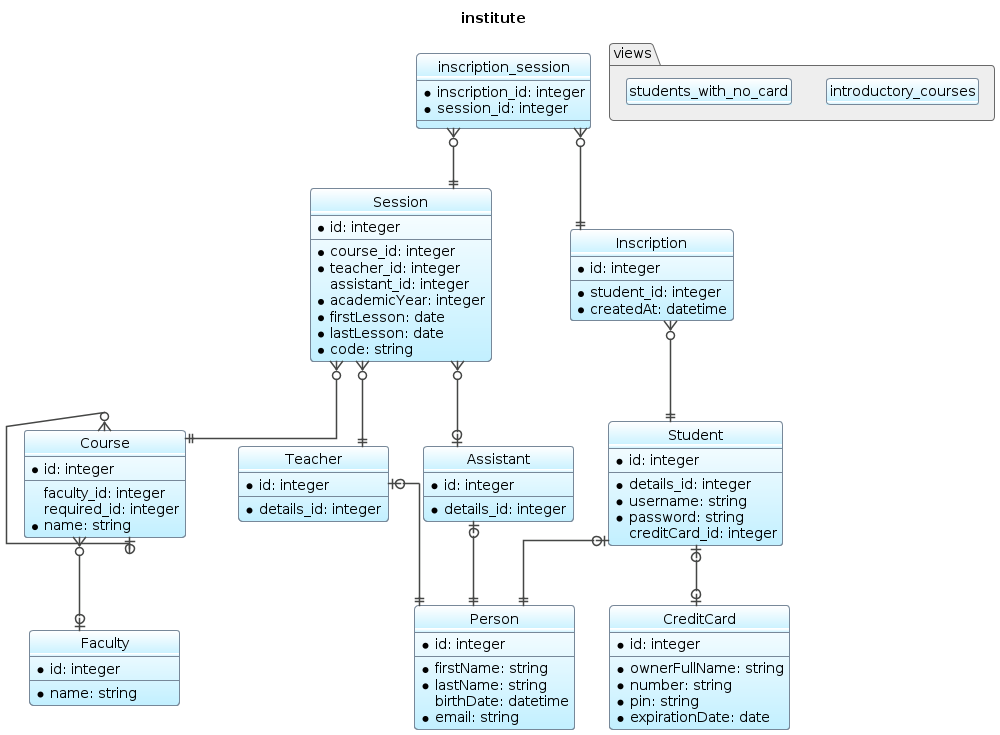 institute
views
students_with_no_card
introductory_courses
inscription_session
inscription_id: integer
session_id: integer
Session
id: integer
course_id: integer
teacher_id: integer
assistant_id: integer
academicYear: integer
firstLesson: date
lastLesson: date
code: string
Inscription
id: integer
student_id: integer
createdAt: datetime
Course
id: integer
faculty_id: integer
required_id: integer
name: string
Teacher
id: integer
details_id: integer
Assistant
id: integer
details_id: integer
Student
id: integer
details_id: integer
username: string
password: string
creditCard_id: integer
Faculty
id: integer
name: string
Person
id: integer
firstName: string
lastName: string
birthDate: datetime
email: string
CreditCard
id: integer
ownerFullName: string
number: string
pin: string
expirationDate: date